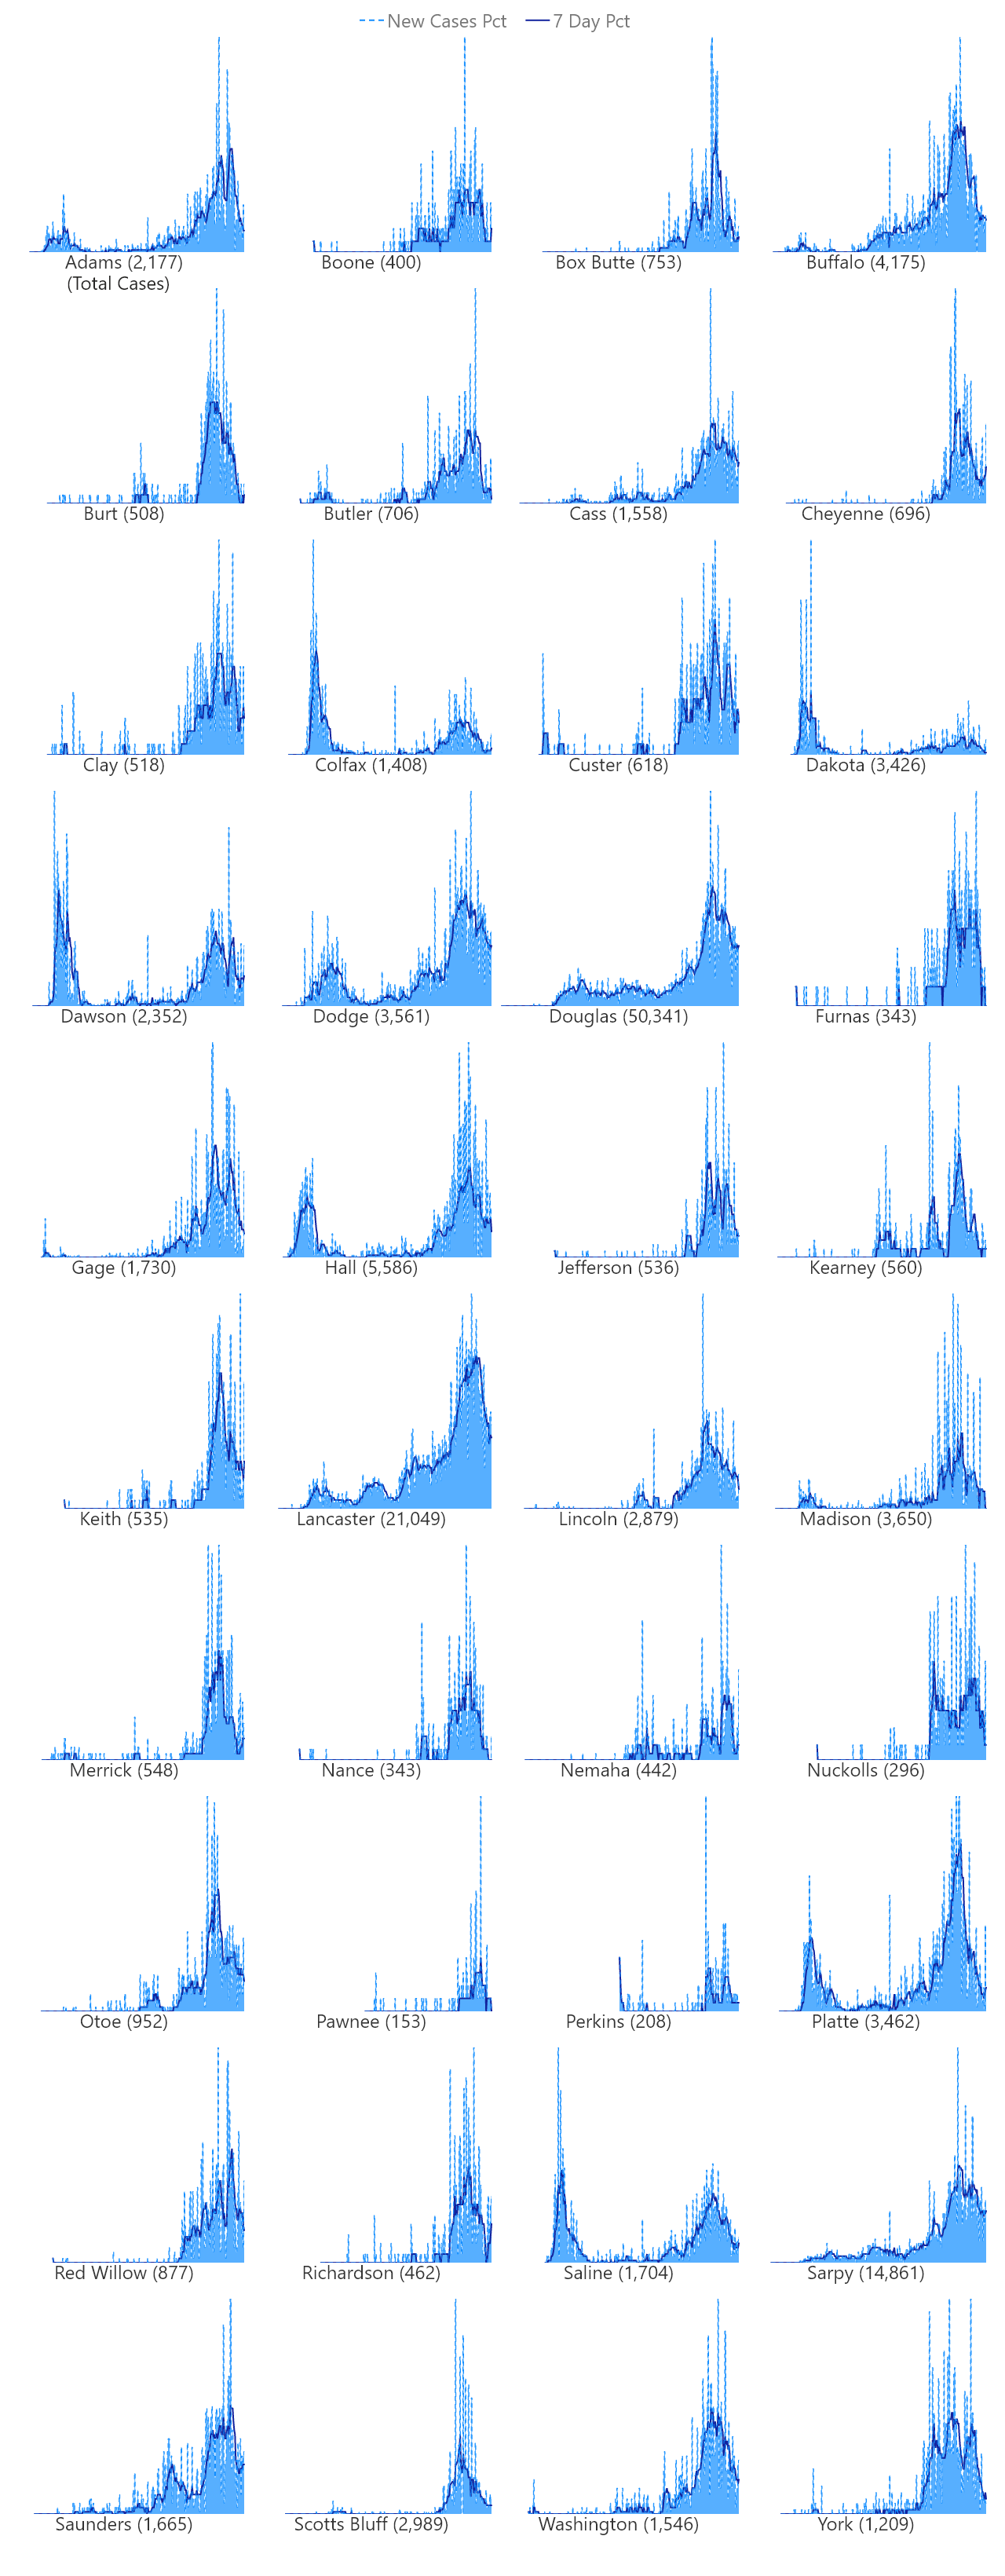 New Cases Pct 7 Day Pct
Adams (2,177) Boone (400) Box Butte (753) Buffalo (4,175)
(Total Cases)
Burt (508) Butler (706) Cass (1,558) Cheyenne (696)
Clay (518) Colfax (1,408) Custer (618) Dakota (3,426)
Dawson (2,352) Dodge (3,561) Douglas (50,341) Furnas (343)
Gage (1,730) Hall (5,586) Jefferson (536) Kearney (560)
Keith (535) Lancaster (21,049) Lincoln (2,879) Madison (3,650)
Merrick (548) Nance (343) Nemaha (442) Nuckolls (296)
Otoe (952) Pawnee (153) Perkins (208) Platte (3,462)
Red Willow (877) Richardson (462) Saline (1,704) Sarpy (14,861)
Saunders (1,665) Scotts Bluff (2,989) Washington (1,546) York (1,209)